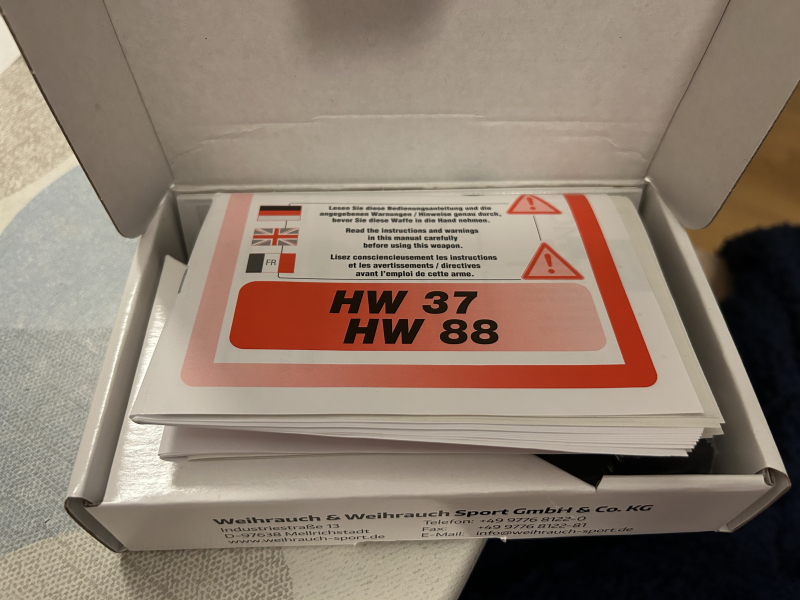 Lesen Sie diese Bedienungsanleitung und die
angegebenen Warnungen / Hinweise genau durch,
bevor Sie diese Waffe in die Hand nehmen.
Read the instructions and warnings
in this manual carefully
before using this weapon.
FR
Lisez consciencieusement les instructions
et les avertissements / directives
avant l'emploi de cette arme.
HW 37
HW 88
Weihrauch & Weihrauch Sport GmbH & Co. KG
Industriestraße 13
Telefon: +49 9776 8122-0
D-97638 Mellrichstadt
Fax: +49 9776 8122-81
www.weihrauch-sport.de
E-Mail: info@weihrauch-sport.de